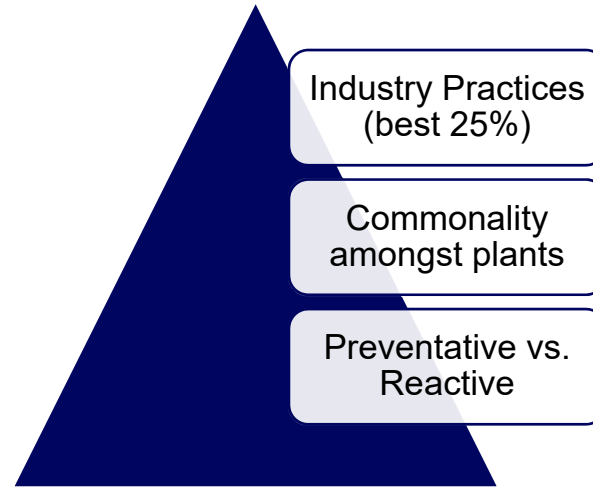 Industry Practices
(best 25%)
Commonality
amongst plants
Preventative vs.
Reactive